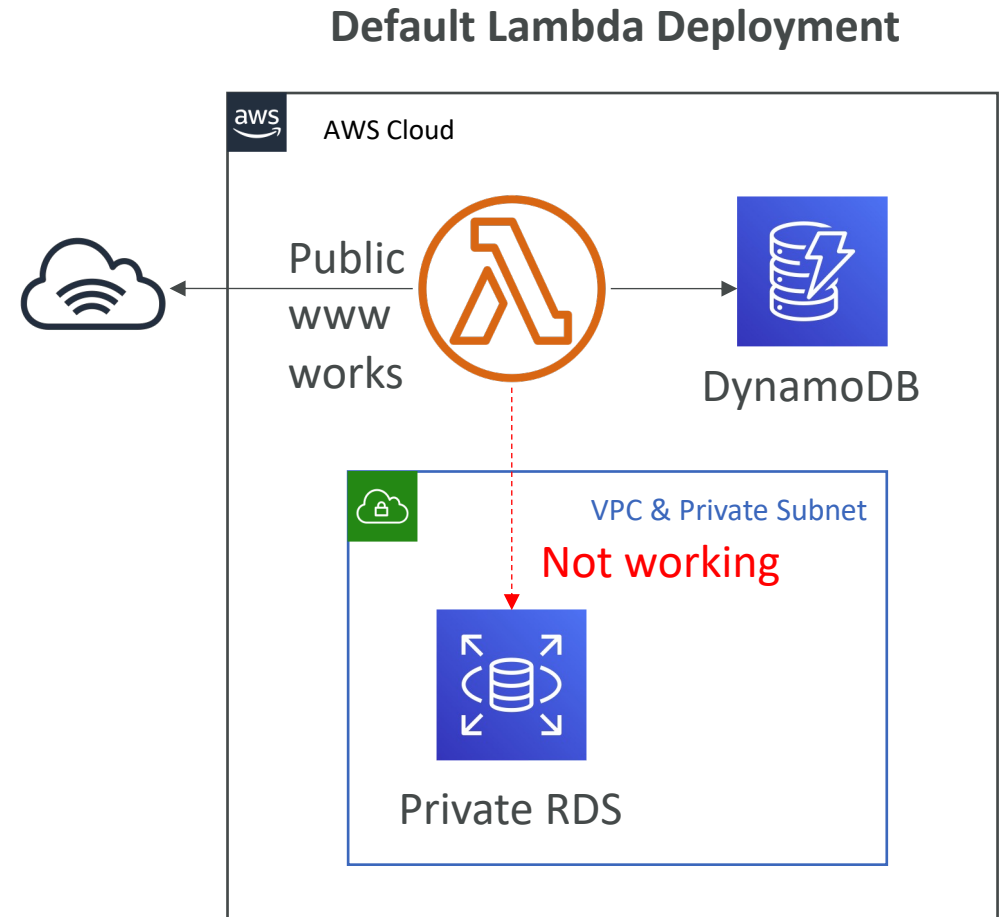 Default Lambda Deployment
aws
AWS Cloud
Public
www
works
DynamoDB
VPC & Private Subnet
Not working
Private RDS